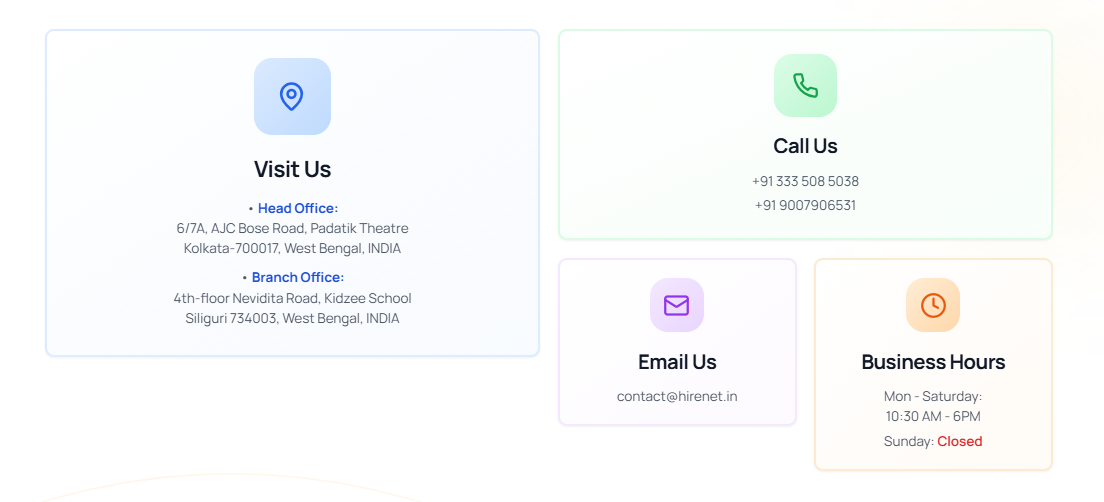 Visit Us
• Head Office:
6/7A, AJC Bose Road, Padatik Theatre
Kolkata-700017, West Bengal, INDIA
• Branch Office:
4th-floor Nevidita Road, Kidzee School
Siliguri 734003, West Bengal, INDIA
Call Us
+91 333 508 5038
+91 9007906531
Email Us
contact@hirenet.in
Business Hours
Mon - Saturday:
10:30 AM - 6PM
Sunday: Closed